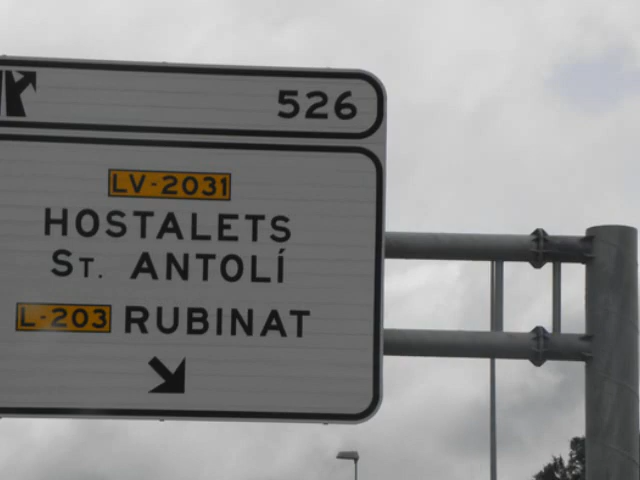 526
LV-2031
HOSTALETS
ST. ANTOLÍ
L-203 RUBINAT